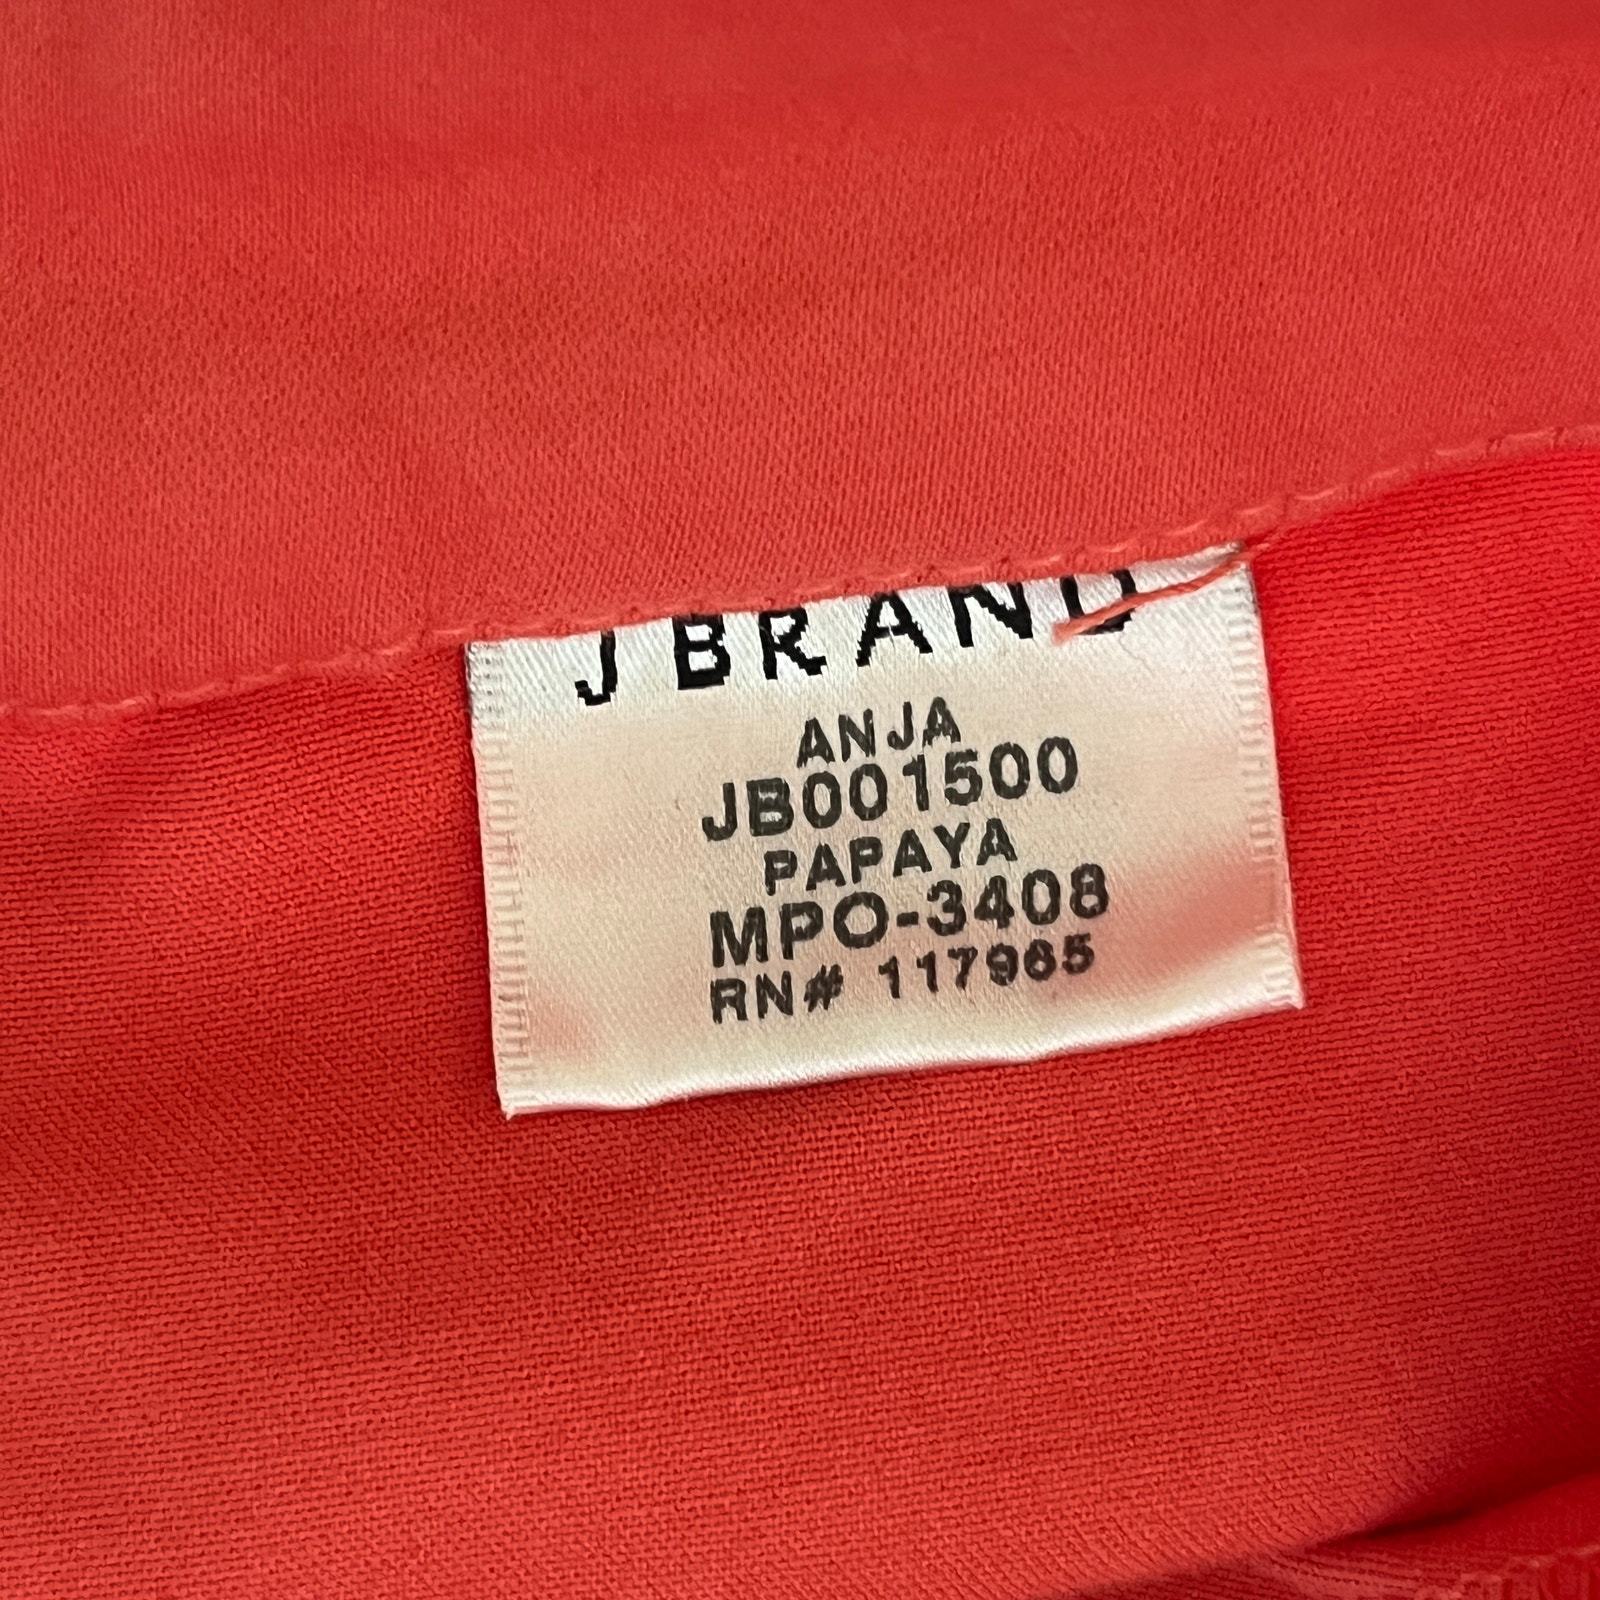 J BRAND
ANJA
JB001500
PAPAYA
MPO-3408
RN# 117965